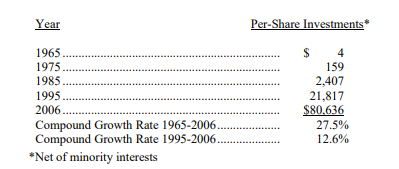 Year Per-Share Investments*
1965 ........ $ 4
1975 ........ 159
1985 ........ 2,407
1995 ........ 21,817
2006 ........ $80,636
Compound Growth Rate 1965-2006 ........ 27.5%
Compound Growth Rate 1995-2006 ........ 12.6%
*Net of minority interests